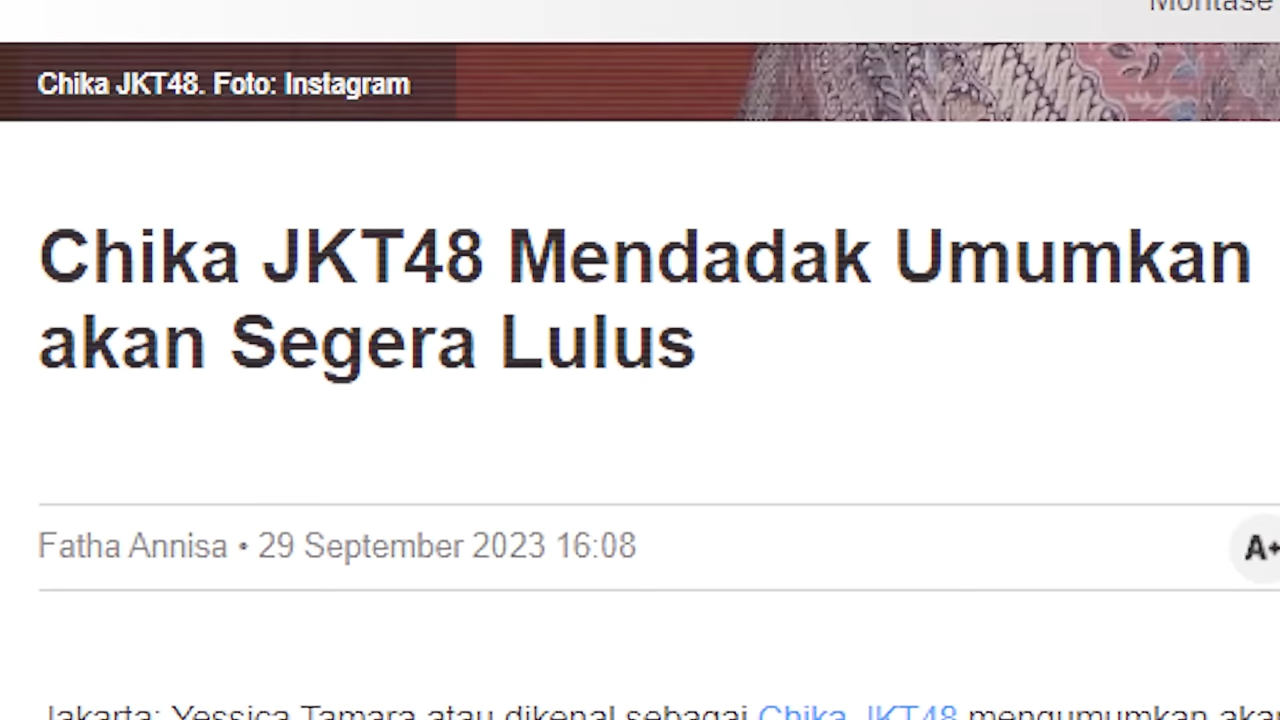 Montase
Chika JKT48. Foto: Instagram
Chika JKT48 Mendadak Umumkan
akan Segera Lulus
Fatha Annisa • 29 September 2023 16:08
A+
Jakarta: Yessica Tamara atau dikenal sebagai Chika JKT48 mengumumkan akan